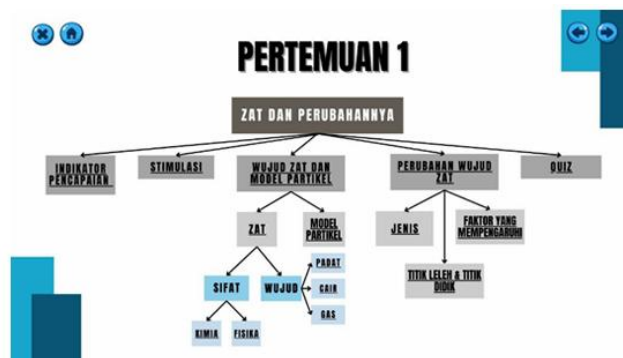 PERTEMUAN 1
ZAT DAN PERUBAHANNYA
INDIKATOR
PENCAPAIAN
STIMULASI
WUJUD ZAT DAN
MODEL PARTIKEL
PERUBAHAN WUJUD
ZAT
QUIZ
ZAT
MODEL
PARTIKEL
JENIS
FAKTOR YANG
MEMPENGARUHI
PADAT
SIFAT
WUJUD
CAIR
GAS
TITIK LELEH & TITIK
DIDIK
KIMIA
FISIKA